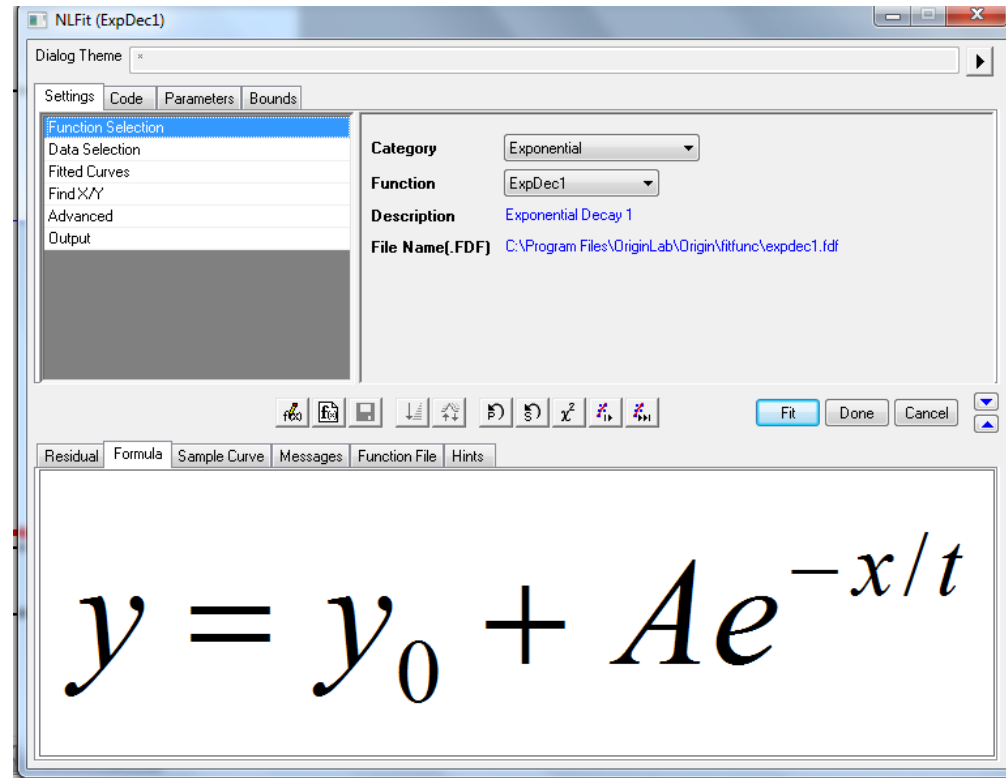 NLFit (ExpDec1)
Dialog Theme *
Settings Code Parameters Bounds
Function Selection
Data Selection
Fitted Curves
Find X/Y
Advanced
Output
Category Exponential
Function ExpDec1
Description Exponential Decay 1
File Name(.FDF) C:\Program Files\OriginLab\Origin\fitfunc\expdec1.fdf
Fit Done Cancel
Residual Formula Sample Curve Messages Function File Hints
y = y₀ + Ae^{-x/t}